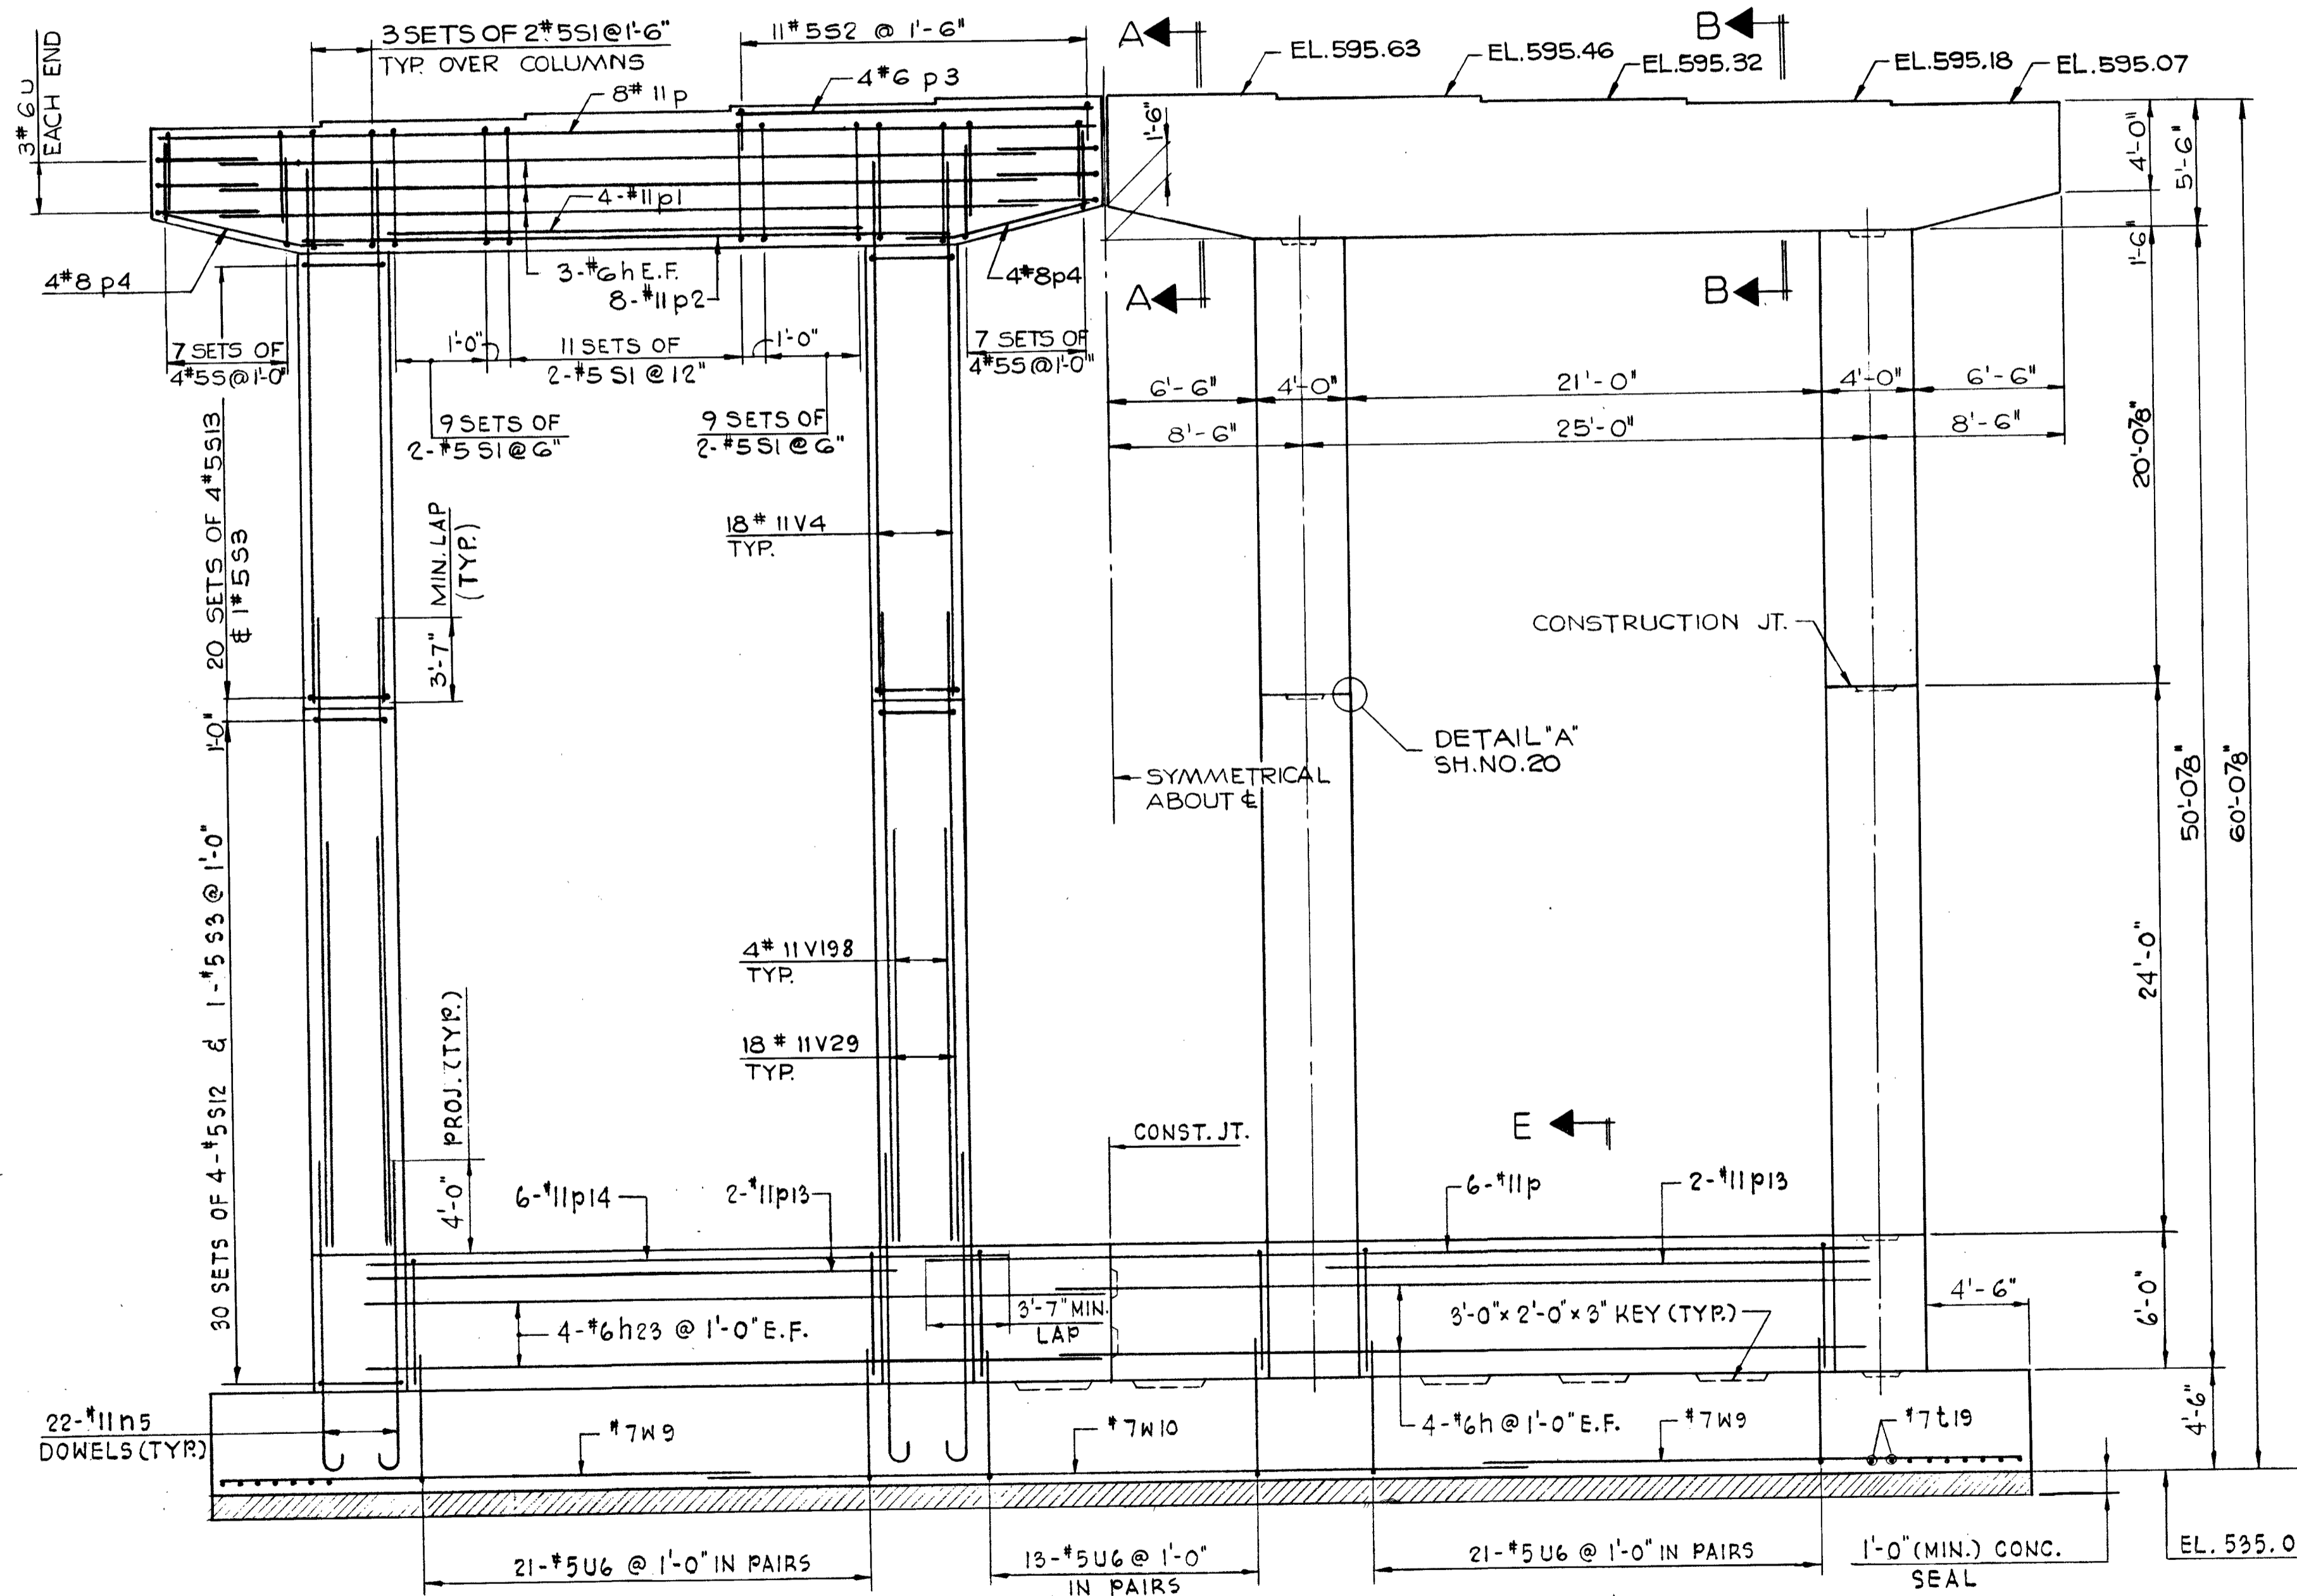 3 SETS OF 2#5S1@1'-6"
TYP. OVER COLUMNS
11#5S2 @ 1'-6"
A
B
EL.595.63
EL.595.46
EL.595.32
EL.595.18
EL.595.07
3#6U
EACH END
8#11p
4#6 p3
1'-6"
4'-0"
5'-6"
1'-6"
4-#11p1
4#8 p4
3-#6h E.F.
8-#11p2
4#8p4
A
B
7 SETS OF
4#5S@1'-0"
1'-0"
11 SETS OF
2-#5 S1 @ 12"
1'-0"
7 SETS OF
4#5S@1'-0"
9 SETS OF
2-#5 S1@6"
9 SETS OF
2-#5S1@6"
6'-6"
4'-0"
21'-0"
4'-0"
6'-6"
8'-6"
25'-0"
8'-6"
20'-07/8"
20 SETS OF 4#5S13
& 1#5S3
MIN. LAP
(TYP.)
3'-7"
18#11V4
TYP.
CONSTRUCTION JT.
1'-0"
DETAIL "A"
SH.NO.20
SYMMETRICAL
ABOUT ℄
50'-07/8"
60'-07/8"
30 SETS OF 4-#5S12 & 1-#5S3@1'-0"
4#11V198
TYP.
24'-0"
18#11V29
TYP.
4'-0" PROJ. (TYP.)
E
CONST. JT.
6-#11p14
2-#11p13
6-#11p
2-#11p13
4-#6h23 @ 1'-0" E.F.
3'-7" MIN.
LAP
3'-0"x2'-0"x3" KEY (TYP.)
4'-6"
6'-0"
22-#11n5
DOWELS (TYP.)
#7W9
#7W10
4-#6h@1'-0"E.F.
#7W9
#7t19
4'-6"
21-#5U6 @ 1'-0" IN PAIRS
13-#5U6 @ 1'-0"
IN PAIRS
21-#5U6 @ 1'-0" IN PAIRS
1'-0" (MIN.) CONC.
SEAL
EL. 535.0